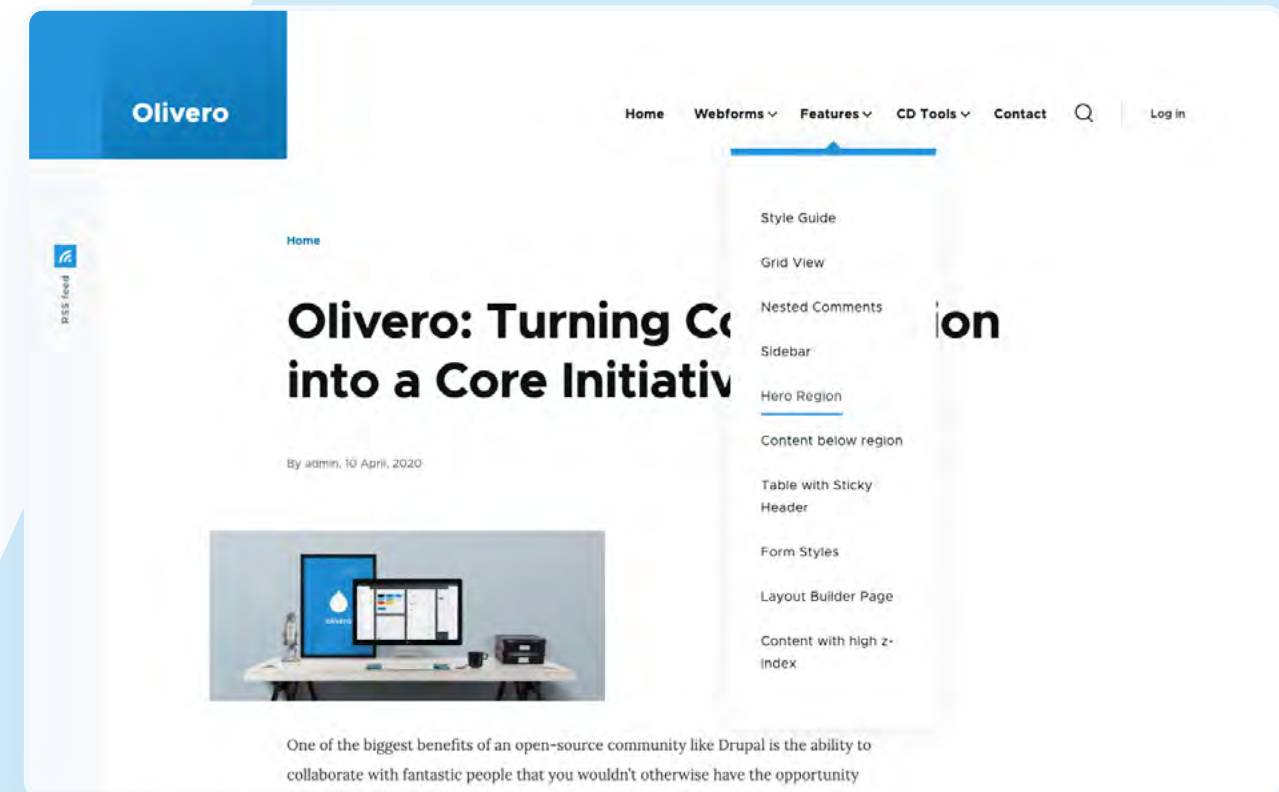 Olivero
Home Webforms Features CD Tools Contact Log in
Style Guide
Grid View
Nested Comments
Sidebar
Hero Region
Content below region
Table with Sticky
Header
Form Styles
Layout Builder Page
Content with high z-
index
RSS feed
Home
Olivero: Turning Co on
into a Core Initiativ
By admin, 10 April, 2020
olivero
One of the biggest benefits of an open-source community like Drupal is the ability to
collaborate with fantastic people that you wouldn't otherwise have the opportunity